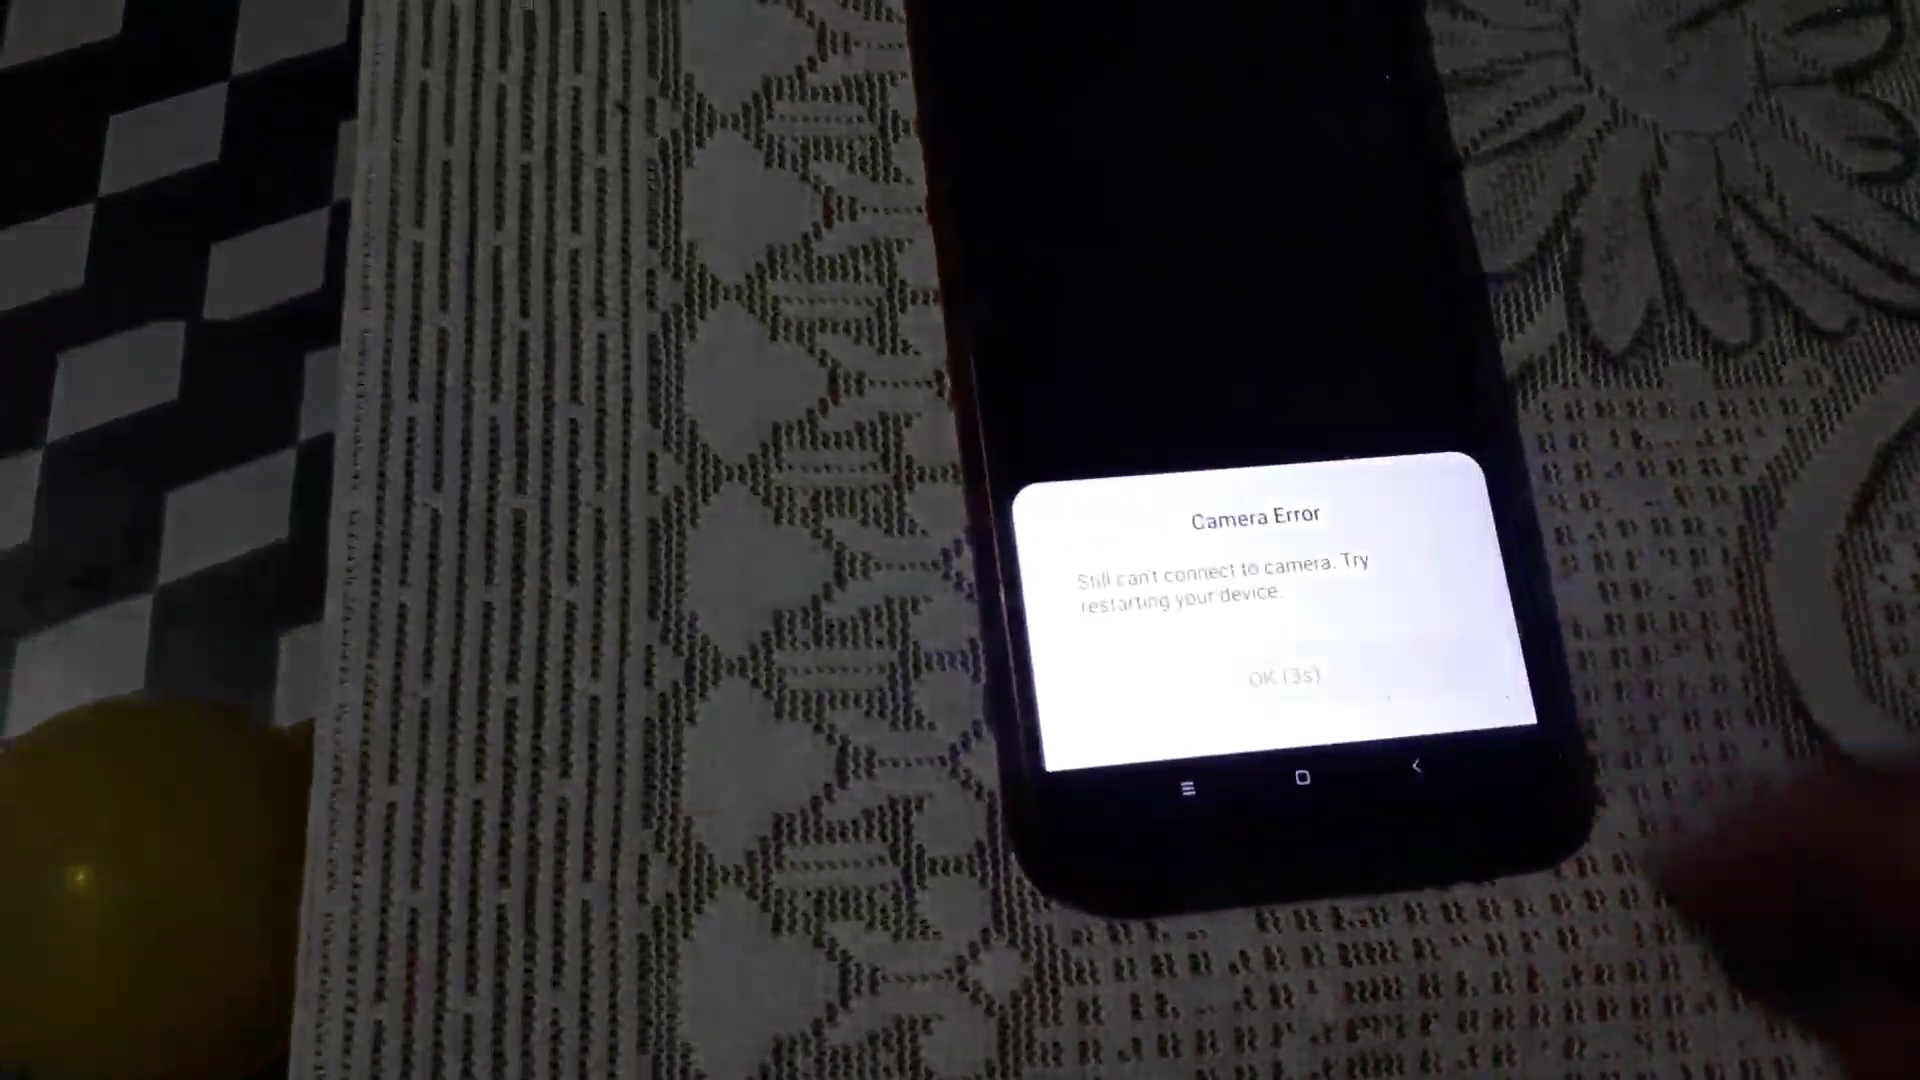 Camera Error
Still can't connect to camera. Try
restarting your device.
OK (3s)